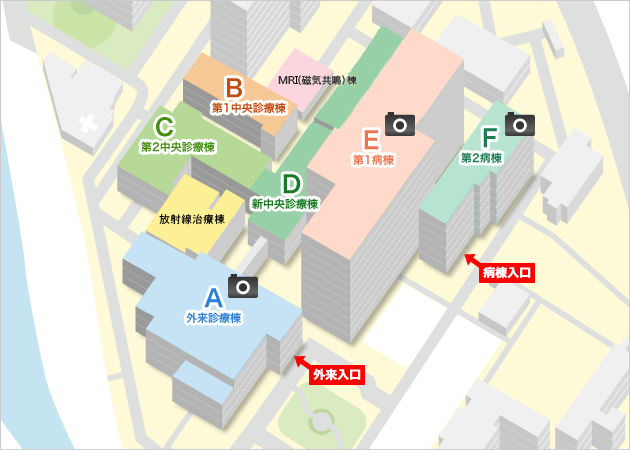 MRI(磁気共鳴)棟
B
第1中央診療棟
C
第2中央診療棟
E
第1病棟
F
第2病棟
D
新中央診療棟
放射線治療棟
病棟入口
A
外来診療棟
外来入口